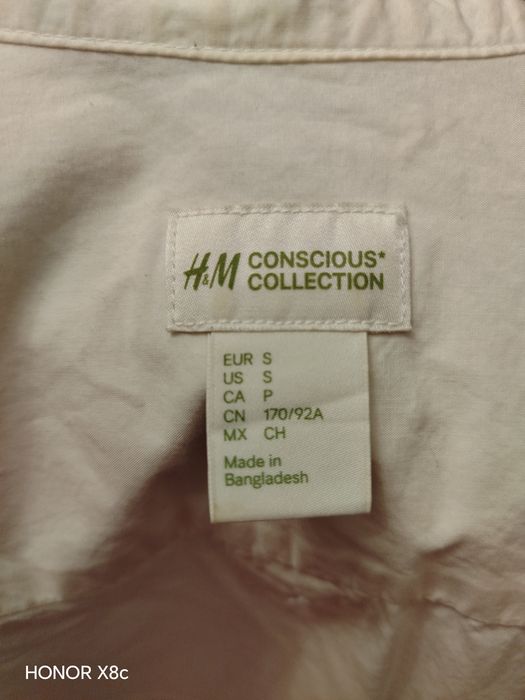 H&M CONSCIOUS*
COLLECTION
EUR S
US S
CA P
CN 170/92A
MX CH
Made in
Bangladesh
HONOR X8c